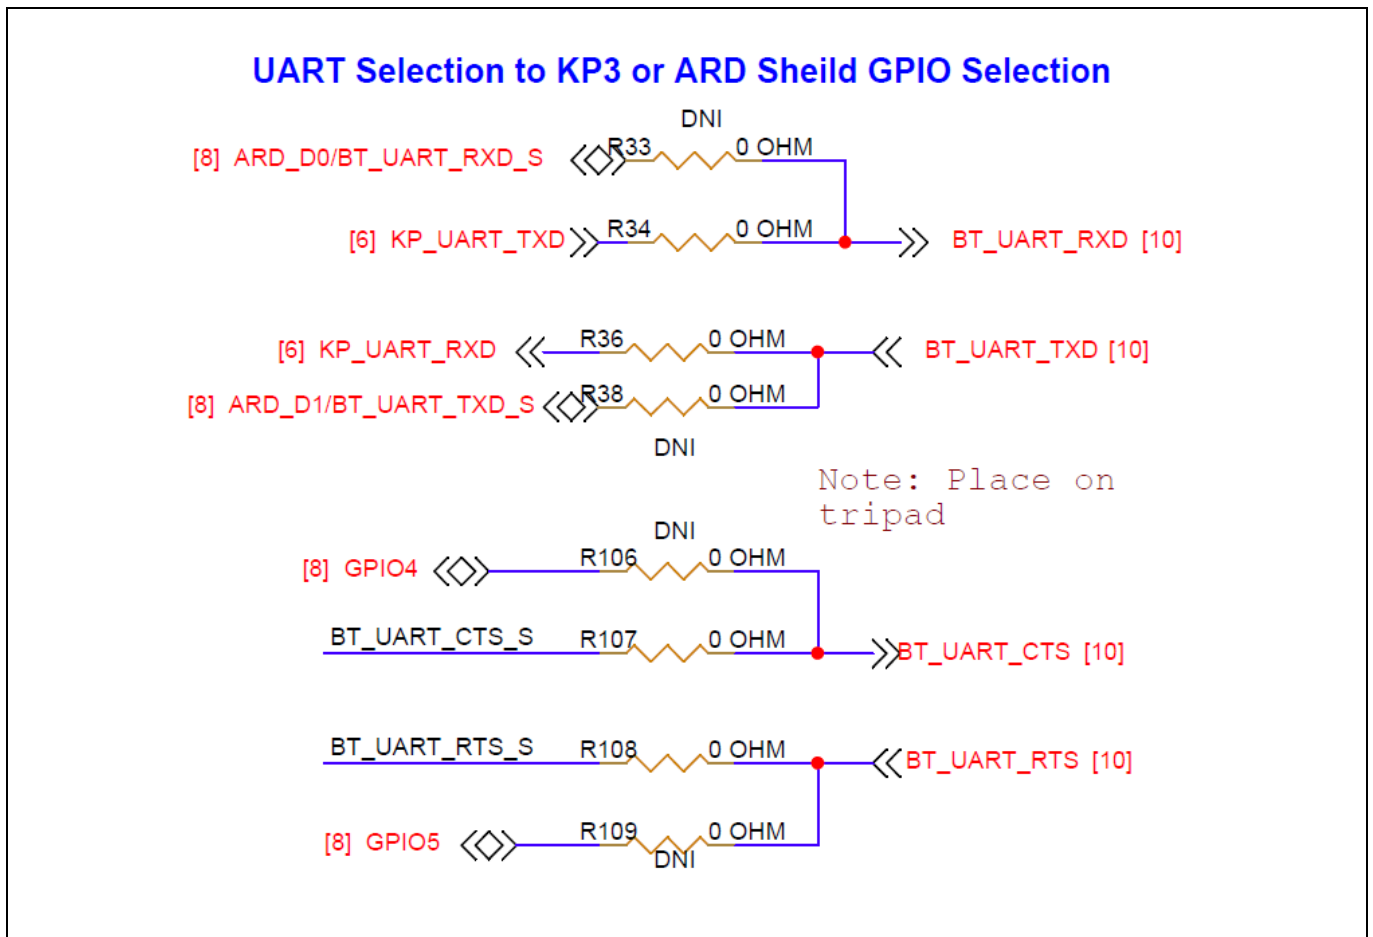 UART Selection to KP3 or ARD Sheild GPIO Selection
DNI
[8] ARD_D0/BT_UART_RXD_S R33 0 OHM
[6] KP_UART_TXD R34 0 OHM BT_UART_RXD [10]
[6] KP_UART_RXD R36 0 OHM BT_UART_TXD [10]
[8] ARD_D1/BT_UART_TXD_S R38 0 OHM
DNI
Note: Place on
tripad
DNI
[8] GPIO4 R106 0 OHM
BT_UART_CTS_S R107 0 OHM BT_UART_CTS [10]
BT_UART_RTS_S R108 0 OHM BT_UART_RTS [10]
[8] GPIO5 R109 0 OHM
DNI